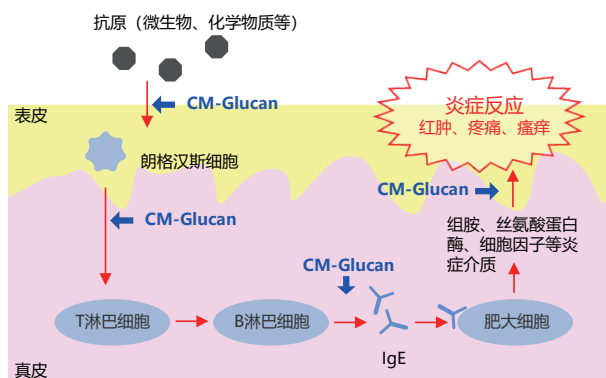 抗原（微生物、化学物质等）
CM-Glucan
表皮
炎症反应
红肿、疼痛、瘙痒
朗格汉斯细胞
CM-Glucan
CM-Glucan
组胺、丝氨酸蛋白
酶、细胞因子等炎
症介质
CM-Glucan
T淋巴细胞
B淋巴细胞
IgE
肥大细胞
真皮